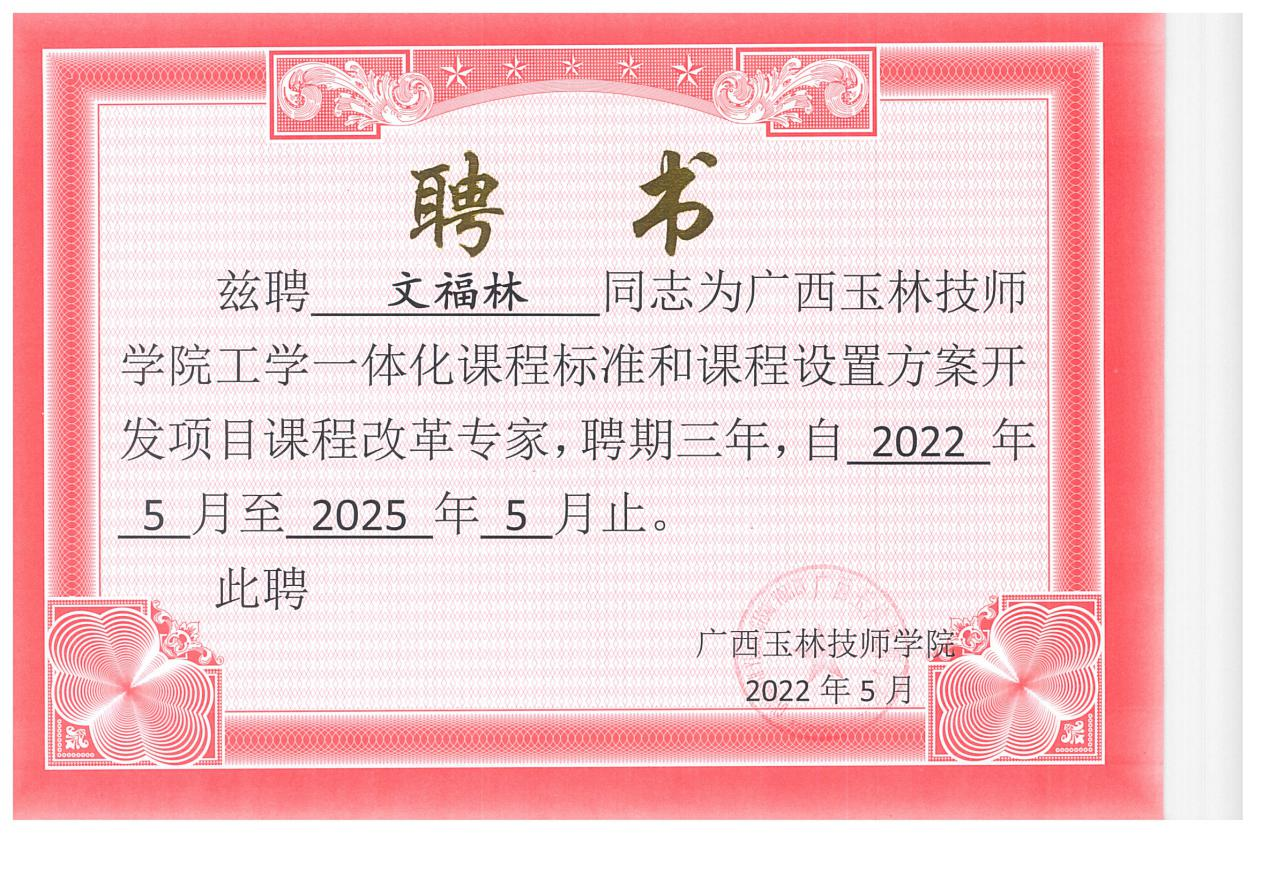 聘 书
兹聘 文福林 同志为广西玉林技师
学院工学一体化课程标准和课程设置方案开
发项目课程改革专家,聘期三年,自 2022 年
5 月至 2025 年 5 月止。
此聘
广西玉林技师学院
2022 年 5 月